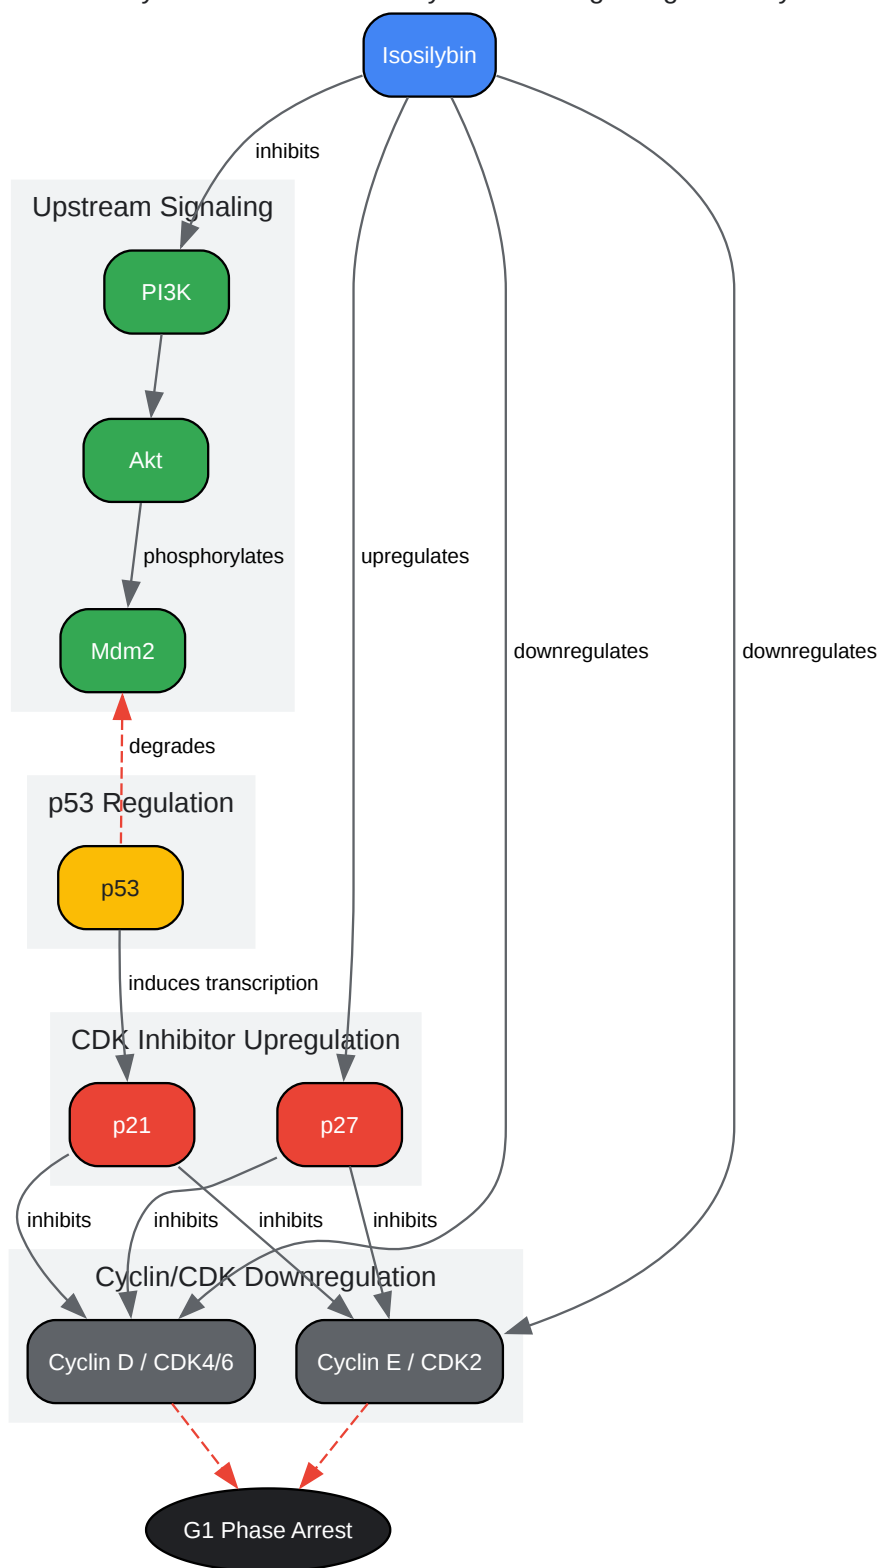 Isosilybin
inhibits
Upstream Signaling
PI3K
Akt
phosphorylates
upregulates
Mdm2
downregulates
downregulates
degrades
p53 Regulation
p53
induces transcription
CDK Inhibitor Upregulation
p21
p27
inhibits
inhibits
inhibits
inhibits
Cyclin/CDK Downregulation
Cyclin D / CDK4/6
Cyclin E / CDK2
G1 Phase Arrest